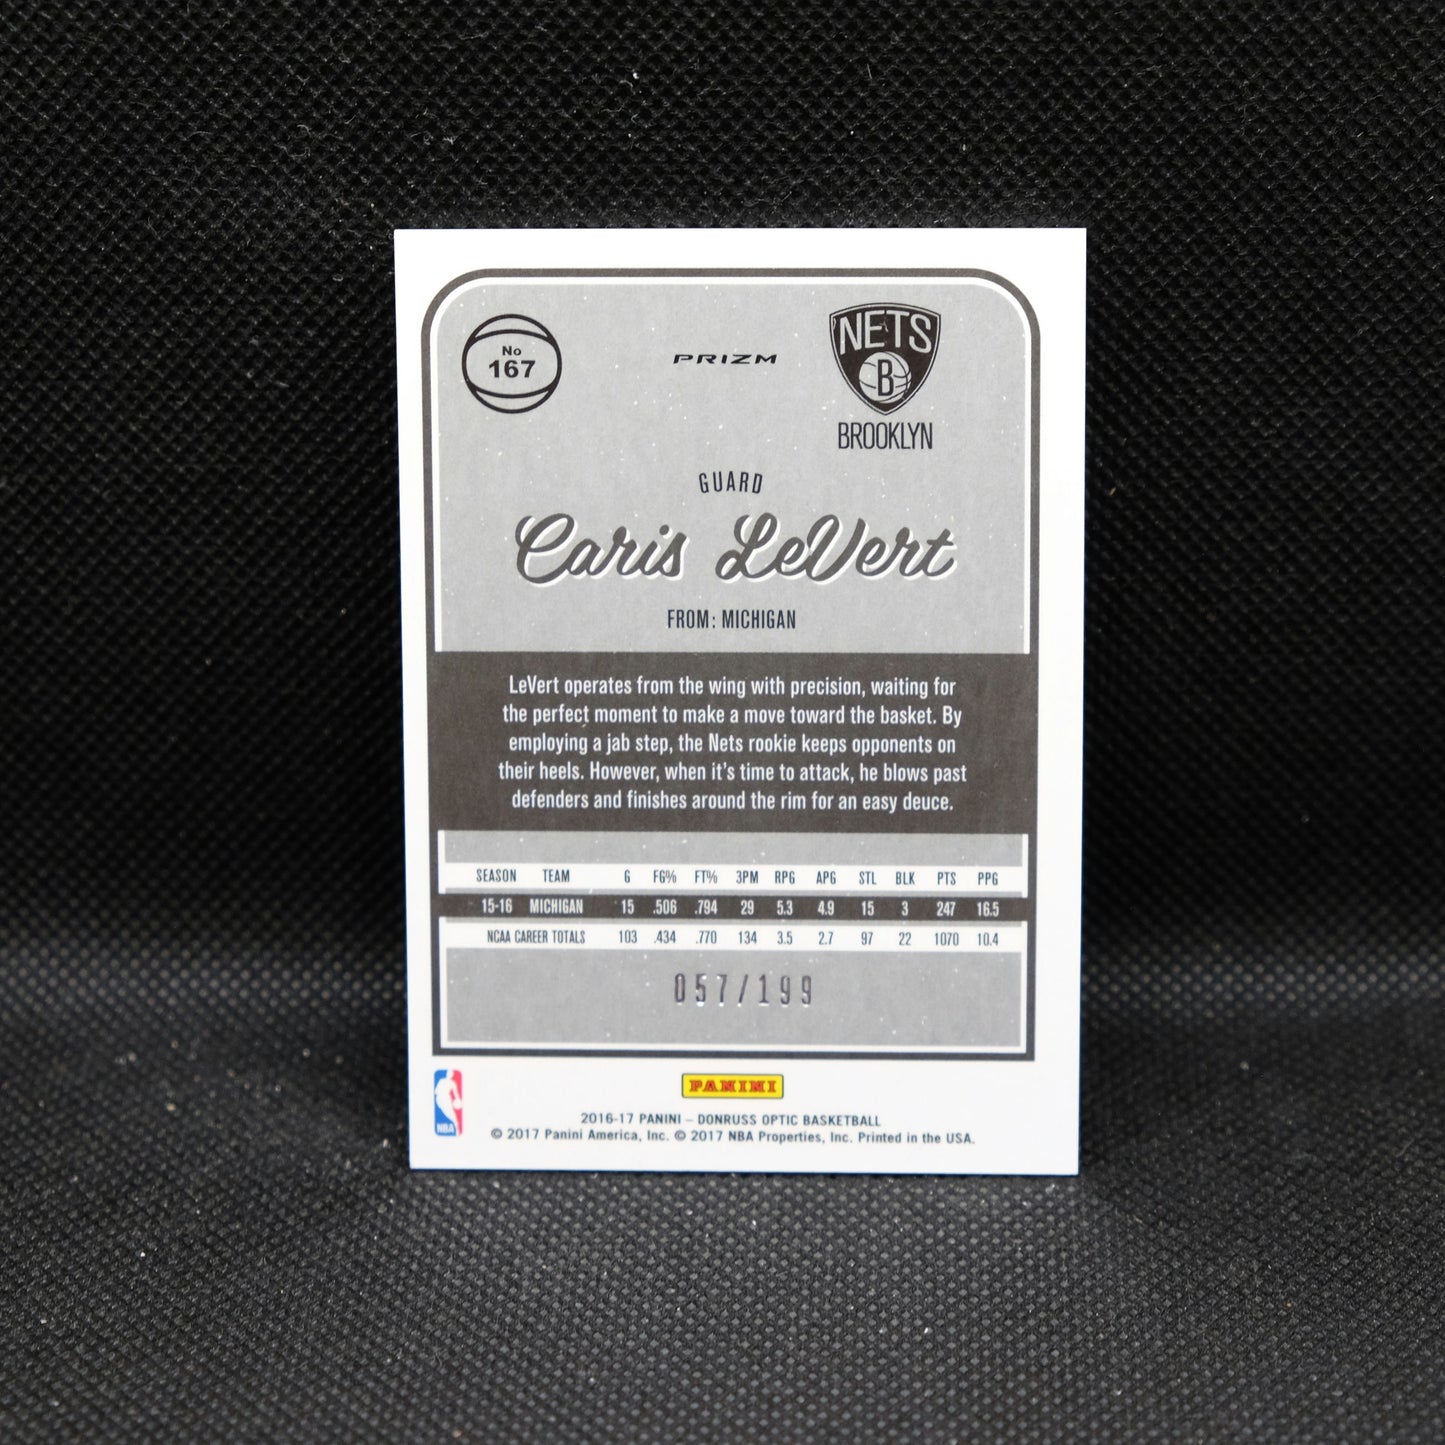 No
167
PRIZM
NETS
B
BROOKLYN
GUARD
Caris LeVert
FROM: MICHIGAN
LeVert operates from the wing with precision, waiting for
the perfect moment to make a move toward the basket. By
employing a jab step, the Nets rookie keeps opponents on
their heels. However, when it's time to attack, he blows past
defenders and finishes around the rim for an easy deuce.
SEASON TEAM G FG% FT% 3PM RPG APG STL BLK PTS PPG
15-16 MICHIGAN 15 .506 .794 29 5.3 4.9 15 3 247 16.5
NCAA CAREER TOTALS 103 .434 .770 134 3.5 2.7 97 22 1070 10.4
057/199
PANINI
NBA
2016-17 PANINI – DONRUSS OPTIC BASKETBALL
© 2017 Panini America, Inc. © 2017 NBA Properties, Inc. Printed in the USA.